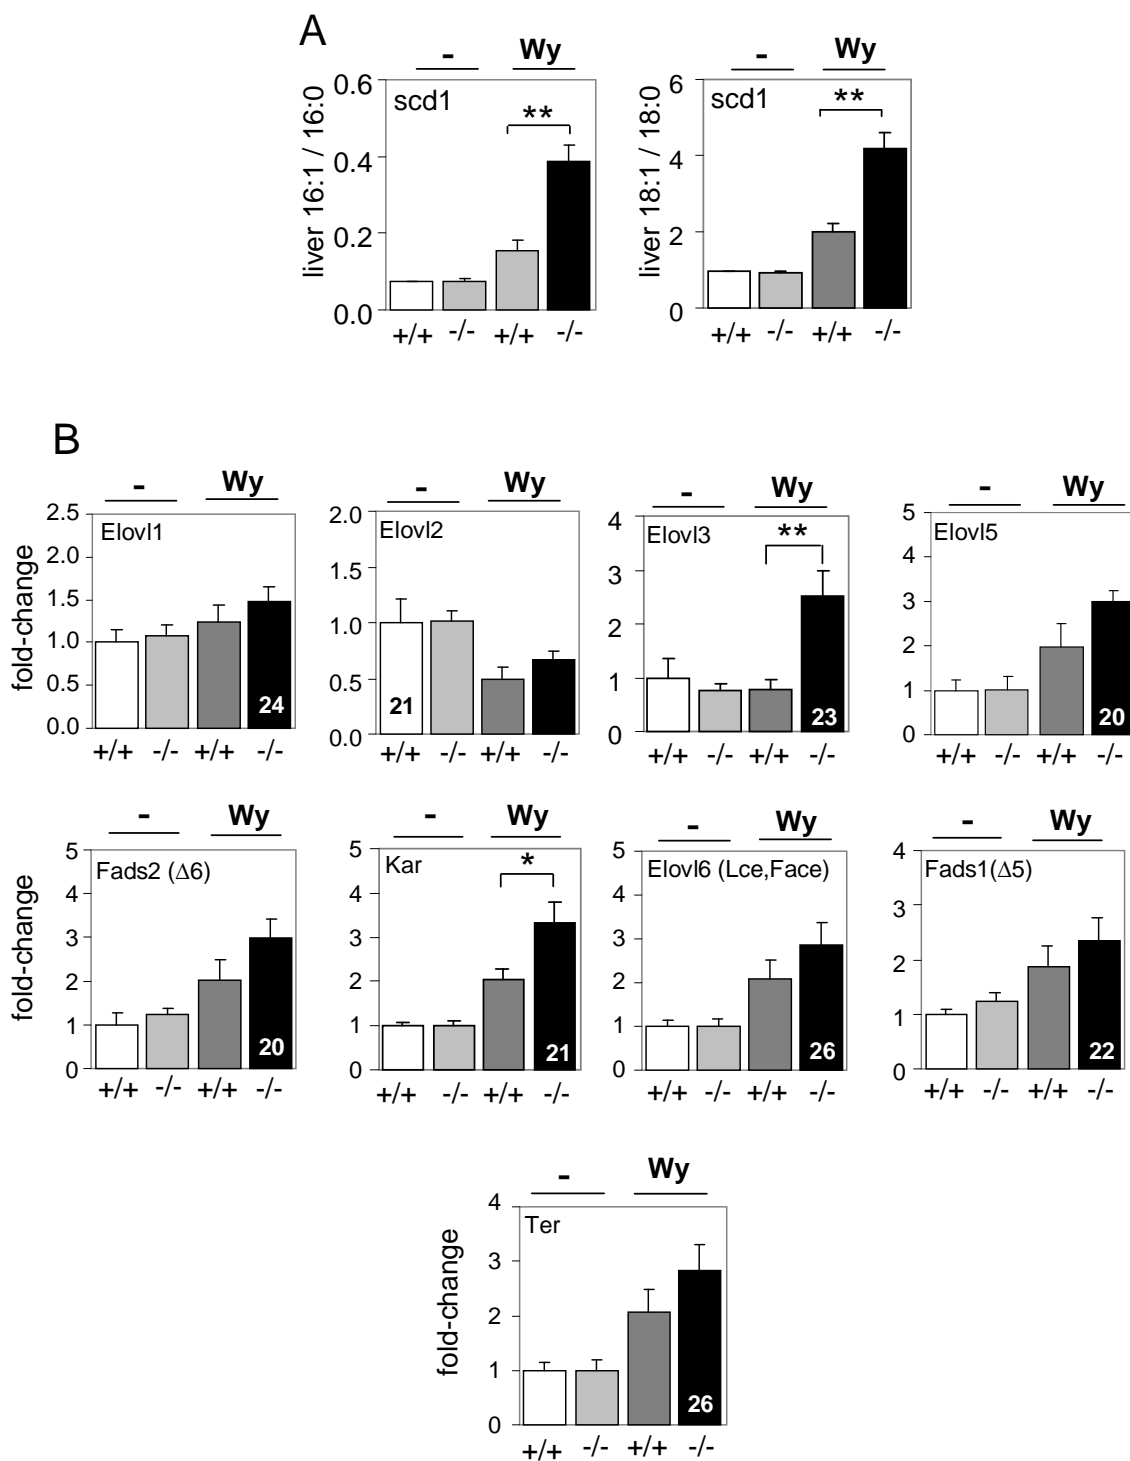 A
- Wy - Wy
liver 16:1 / 16:0
0.6
0.4
0.2
0.0
scd1
**
+/+ -/- +/+ -/-
liver 18:1 / 18:0
6
4
2
0
scd1
**
+/+ -/- +/+ -/-
B
- Wy
fold-change
2.5
2.0
1.5
1.0
0.5
0.0
Elovl1
24
+/+ -/- +/+ -/-
- Wy
2.0
1.5
1.0
0.5
0.0
Elovl2
21
+/+ -/- +/+ -/-
- Wy
4
3
2
1
0
Elovl3
**
23
+/+ -/- +/+ -/-
- Wy
5
4
3
2
1
0
Elovl5
20
+/+ -/- +/+ -/-
- Wy
fold-change
5
4
3
2
1
0
Fads2 (Δ6)
20
+/+ -/- +/+ -/-
- Wy
5
4
3
2
1
0
Kar
*
21
+/+ -/- +/+ -/-
- Wy
5
4
3
2
1
0
Elovl6 (Lce,Face)
26
+/+ -/- +/+ -/-
- Wy
4
3
2
1
0
Fads1(Δ5)
22
+/+ -/- +/+ -/-
- Wy
fold-change
4
3
2
1
0
Ter
26
+/+ -/- +/+ -/-